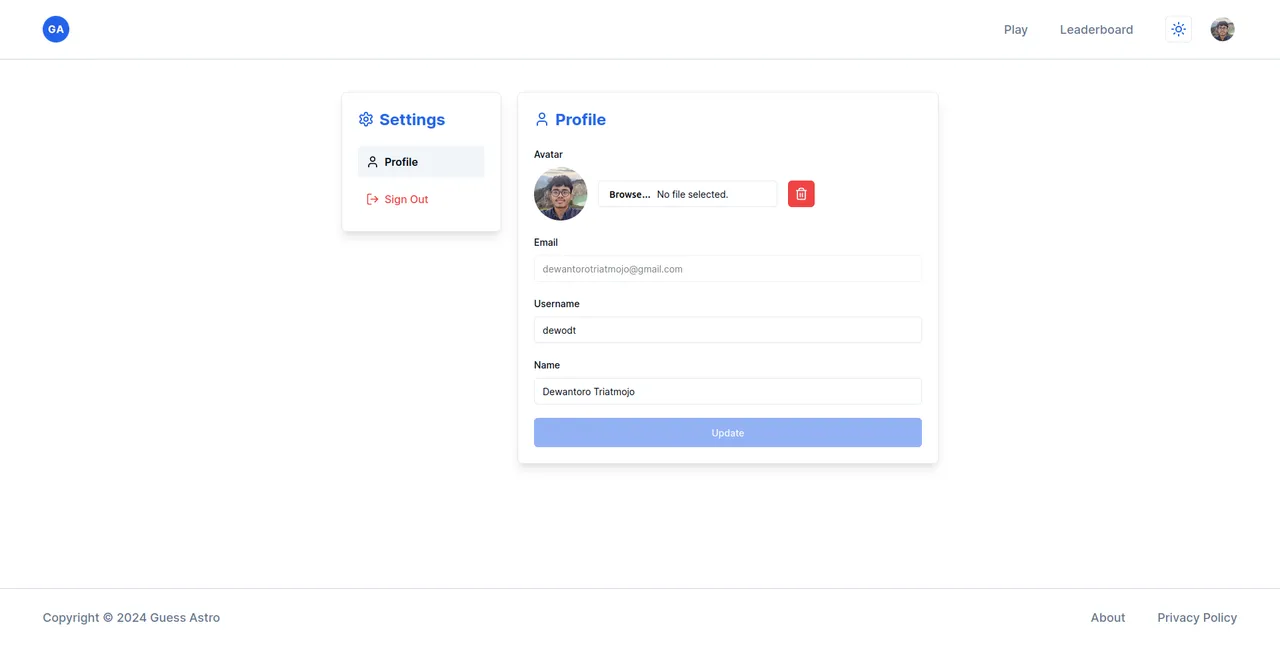 GA
Play
Leaderboard
Settings
Profile
Sign Out
Profile
Avatar
Browse... No file selected.
Email
dewantorotriatmojo@gmail.com
Username
dewodt
Name
Dewantoro Triatmojo
Update
Copyright © 2024 Guess Astro
About
Privacy Policy